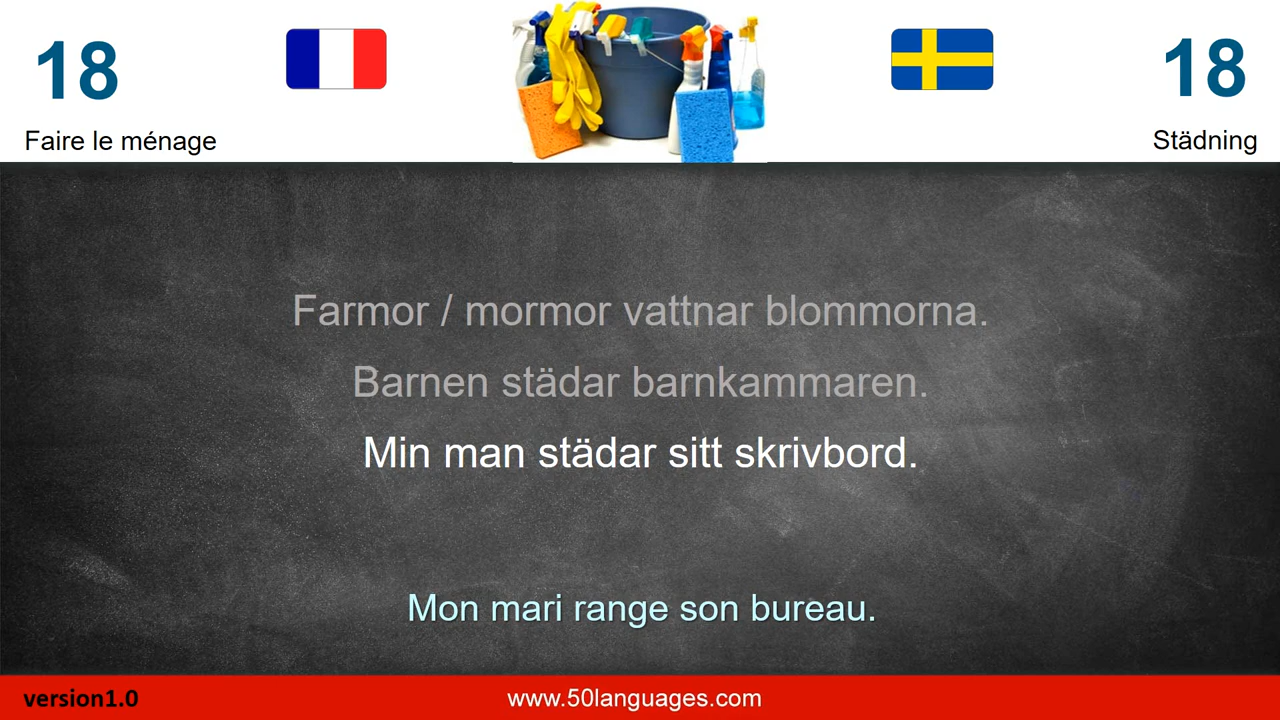 18
18
Faire le ménage
Städning
Farmor / mormor vattnar blommorna.
Barnen städar barnkammaren.
Min man städar sitt skrivbord.
Mon mari range son bureau.
version1.0
www.50languages.com